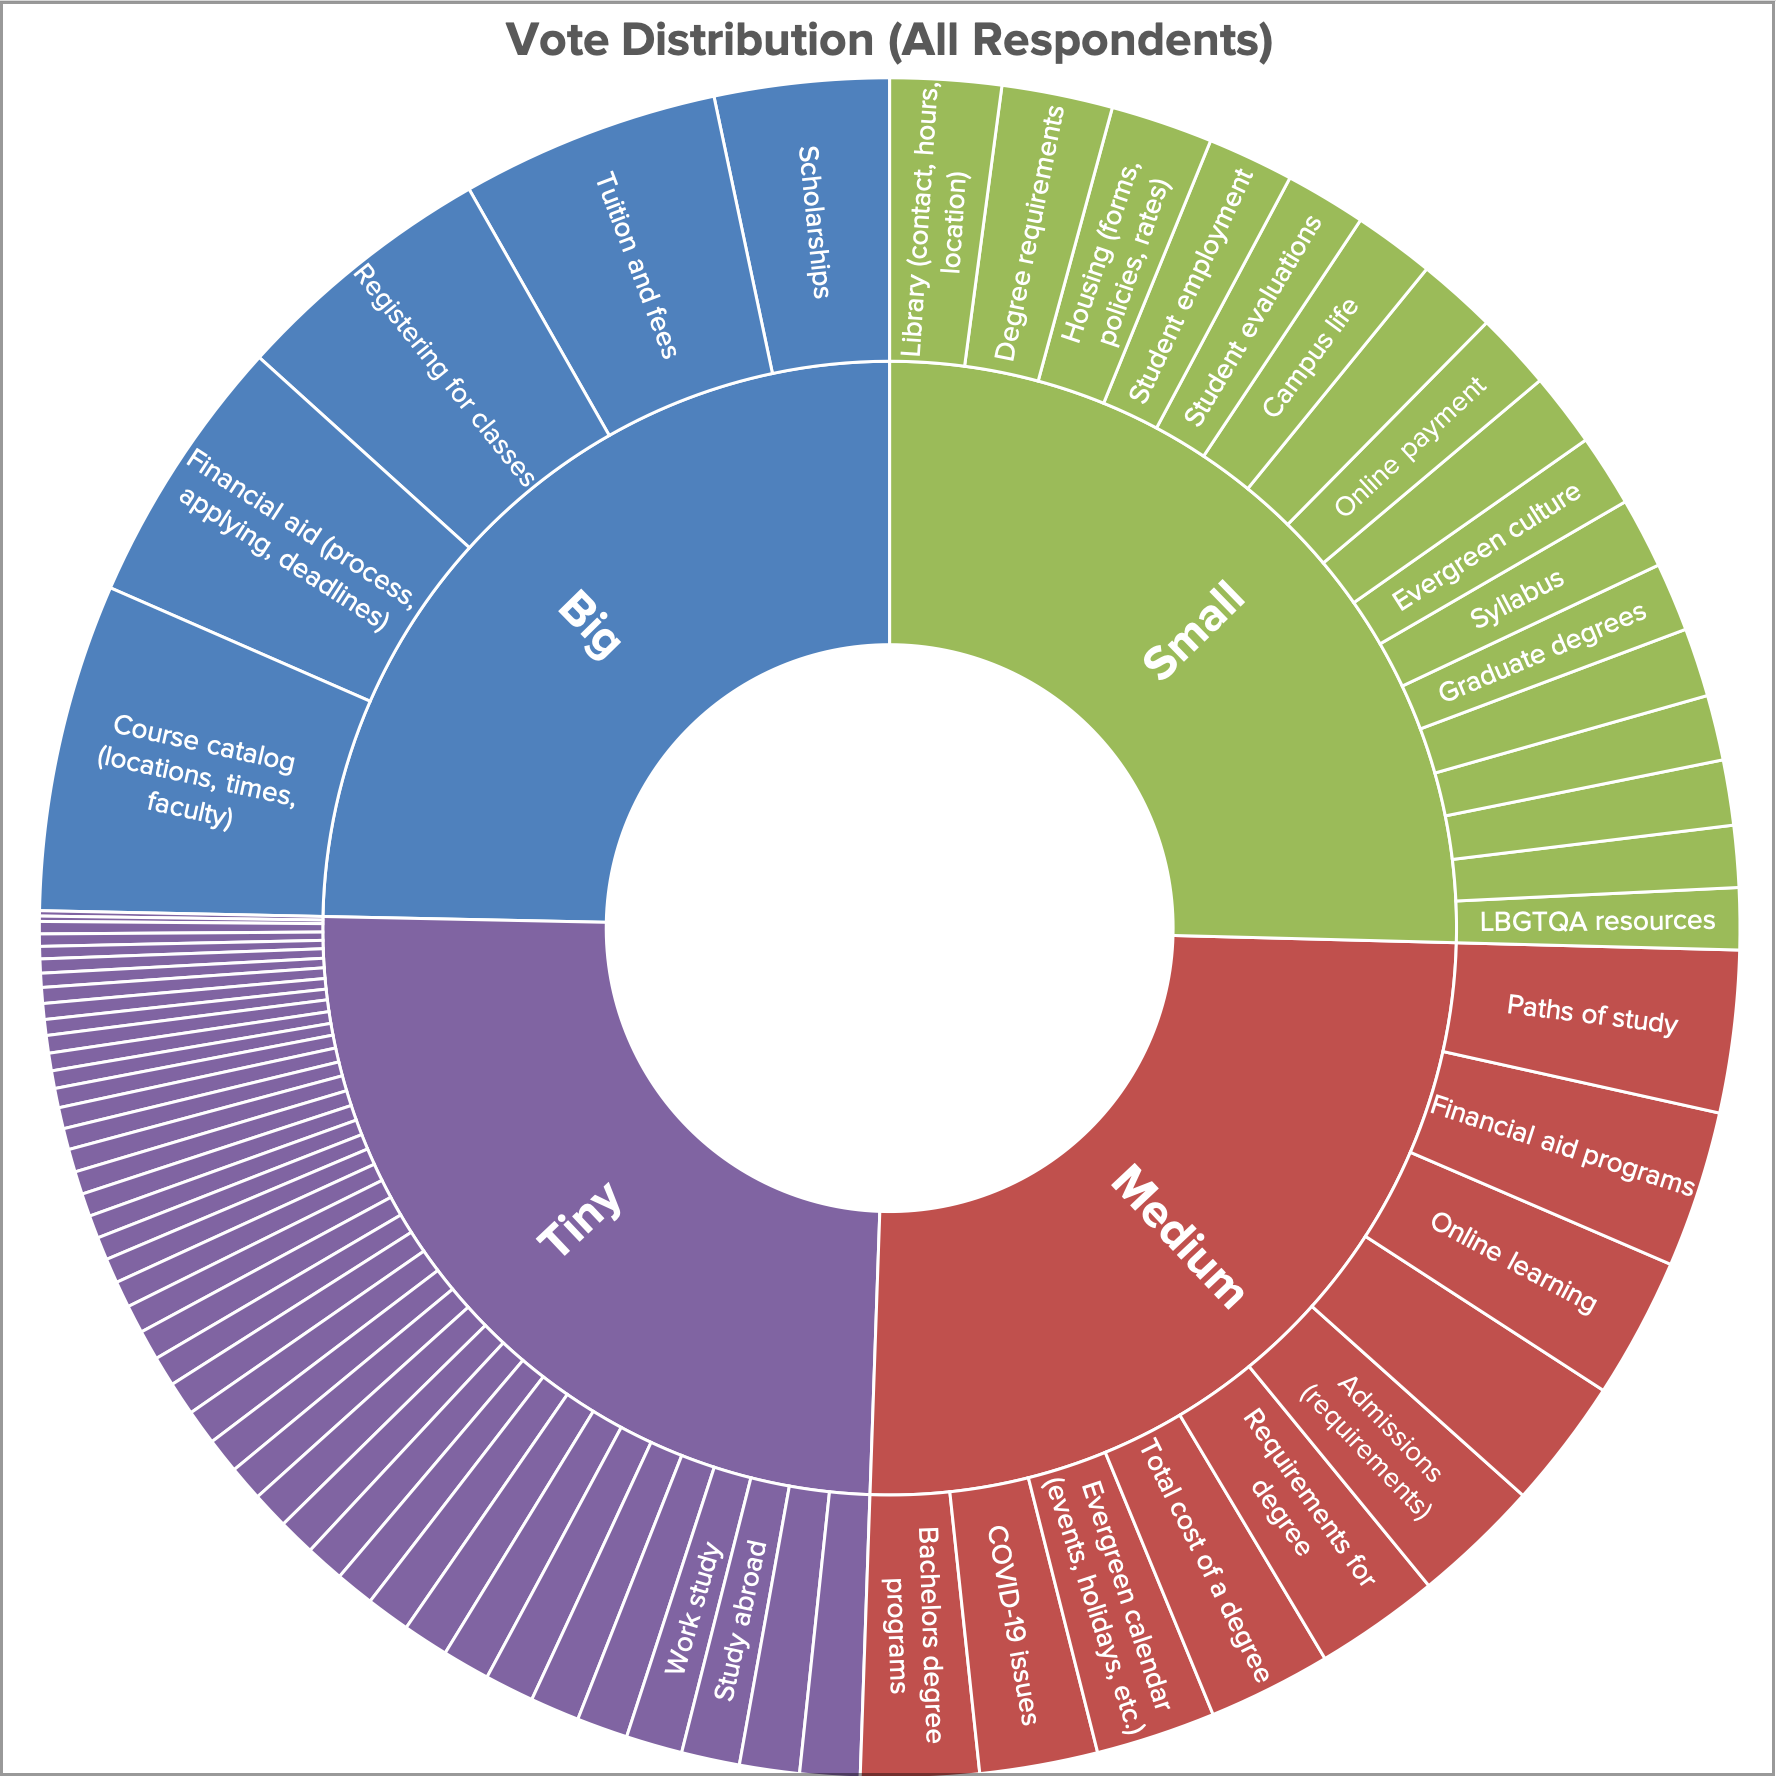 Vote Distribution (All Respondents)
Library (contact, hours,
location)
Degree requirements
Housing (forms,
policies, rates)
Student employment
Student evaluations
Campus life
Online payment
Evergreen culture
Syllabus
Graduate degrees
LBGTQA resources
Small
Paths of study
Financial aid programs
Online learning
Admissions
(requirements)
Requirements for
degree
Total cost of a degree
Evergreen calendar
(events, holidays, etc.)
COVID-19 issues
Bachelors degree
programs
Medium
Study abroad
Work study
Tiny
Course catalog
(locations, times,
faculty)
Financial aid (process,
applying, deadlines)
Registering for classes
Tuition and fees
Scholarships
Big